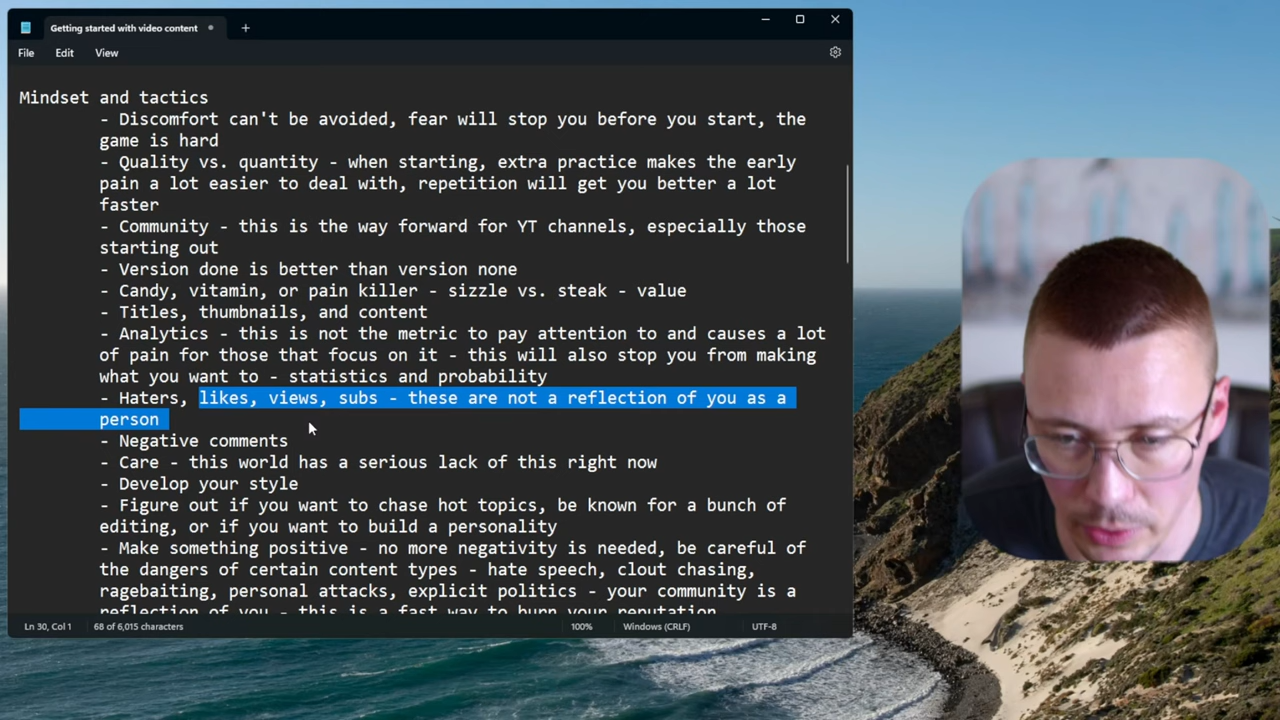 Getting started with video content
File Edit View
Mindset and tactics
- Discomfort can't be avoided, fear will stop you before you start, the
game is hard
- Quality vs. quantity - when starting, extra practice makes the early
pain a lot easier to deal with, repetition will get you better a lot
faster
- Community - this is the way forward for YT channels, especially those
starting out
- Version done is better than version none
- Candy, vitamin, or pain killer - sizzle vs. steak - value
- Titles, thumbnails, and content
- Analytics - this is not the metric to pay attention to and causes a lot
of pain for those that focus on it - this will also stop you from making
what you want to - statistics and probability
- Haters, likes, views, subs - these are not a reflection of you as a
person
- Negative comments
- Care - this world has a serious lack of this right now
- Develop your style
- Figure out if you want to chase hot topics, be known for a bunch of
editing, or if you want to build a personality
- Make something positive - no more negativity is needed, be careful of
the dangers of certain content types - hate speech, clout chasing,
ragebaiting, personal attacks, explicit politics - your community is a
reflection of you - this is a fast way to burn your reputation
Ln 30, Col 1 68 of 6,015 characters 100% Windows (CRLF) UTF-8